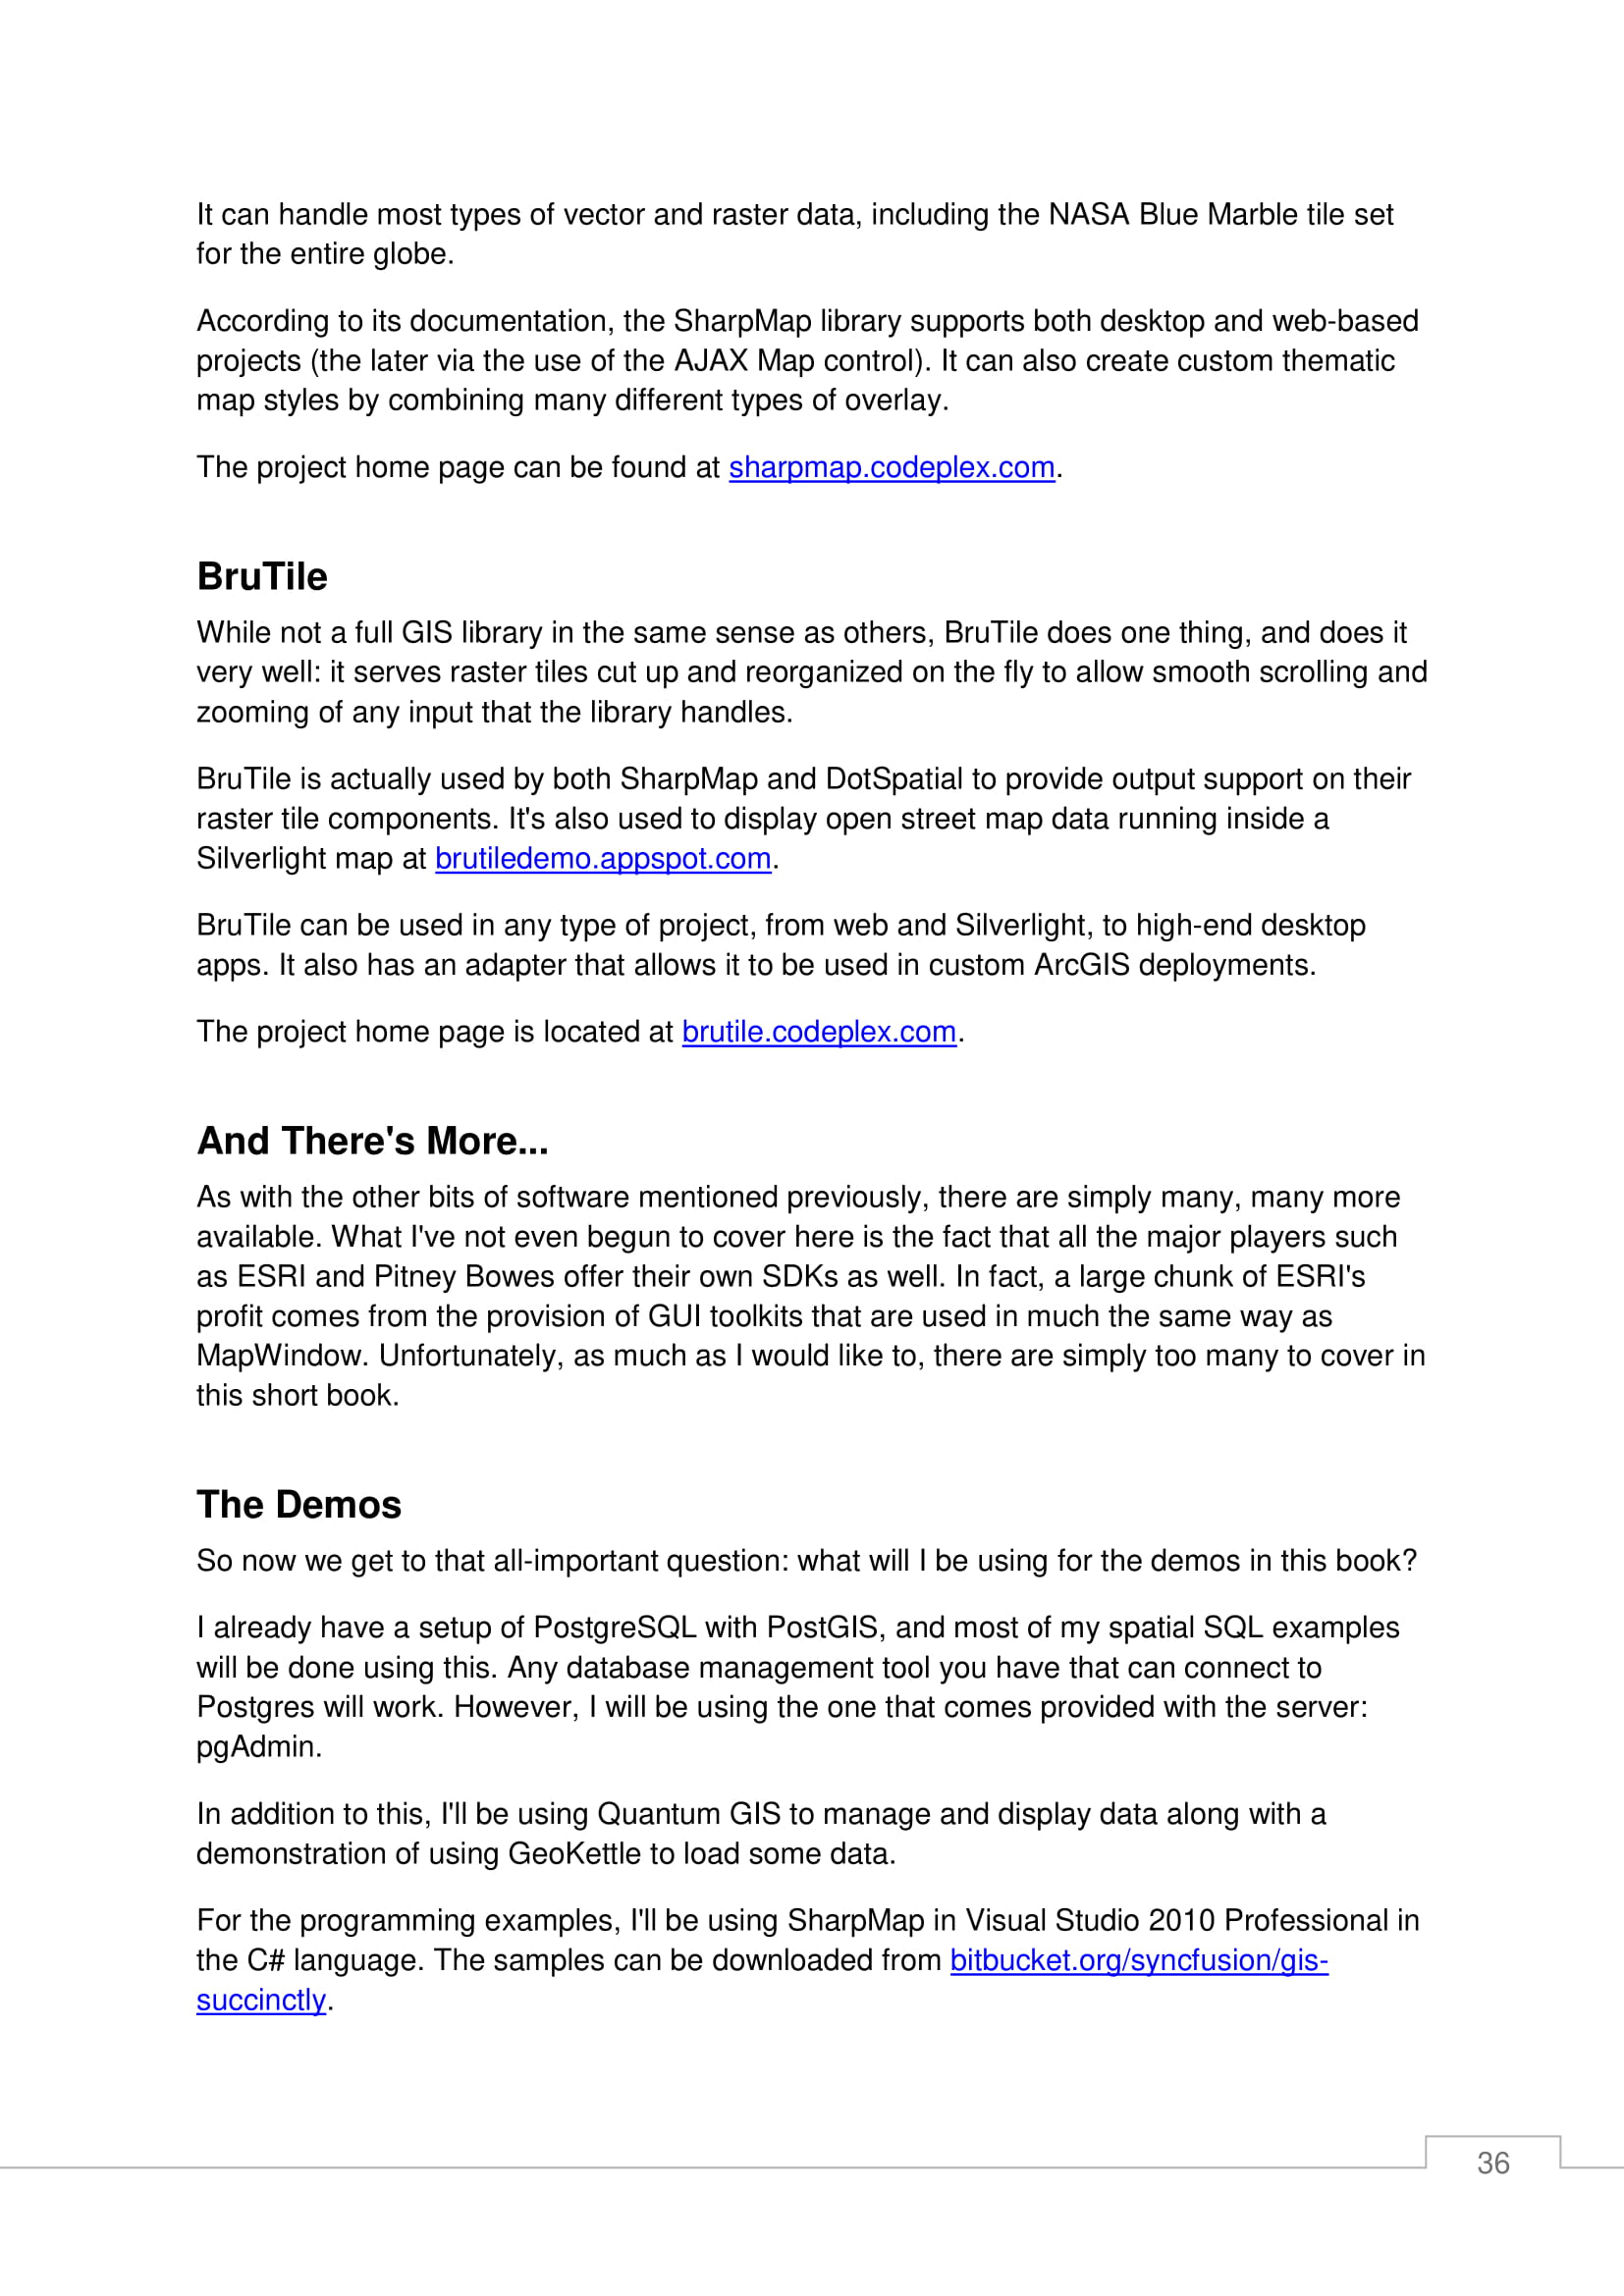 It can handle most types of vector and raster data, including the NASA Blue Marble tile set
for the entire globe.
According to its documentation, the SharpMap library supports both desktop and web-based
projects (the later via the use of the AJAX Map control). It can also create custom thematic
map styles by combining many different types of overlay.
The project home page can be found at sharpmap.codeplex.com.
BruTile
While not a full GIS library in the same sense as others, BruTile does one thing, and does it
very well: it serves raster tiles cut up and reorganized on the fly to allow smooth scrolling and
zooming of any input that the library handles.
BruTile is actually used by both SharpMap and DotSpatial to provide output support on their
raster tile components. It's also used to display open street map data running inside a
Silverlight map at brutiledemo.appspot.com.
BruTile can be used in any type of project, from web and Silverlight, to high-end desktop
apps. It also has an adapter that allows it to be used in custom ArcGIS deployments.
The project home page is located at brutile.codeplex.com.
And There's More...
As with the other bits of software mentioned previously, there are simply many, many more
available. What I've not even begun to cover here is the fact that all the major players such
as ESRI and Pitney Bowes offer their own SDKs as well. In fact, a large chunk of ESRI's
profit comes from the provision of GUI toolkits that are used in much the same way as
MapWindow. Unfortunately, as much as I would like to, there are simply too many to cover in
this short book.
The Demos
So now we get to that all-important question: what will I be using for the demos in this book?
I already have a setup of PostgreSQL with PostGIS, and most of my spatial SQL examples
will be done using this. Any database management tool you have that can connect to
Postgres will work. However, I will be using the one that comes provided with the server:
pgAdmin.
In addition to this, I'll be using Quantum GIS to manage and display data along with a
demonstration of using GeoKettle to load some data.
For the programming examples, I'll be using SharpMap in Visual Studio 2010 Professional in
the C# language. The samples can be downloaded from bitbucket.org/syncfusion/gis-
succinctly.
36